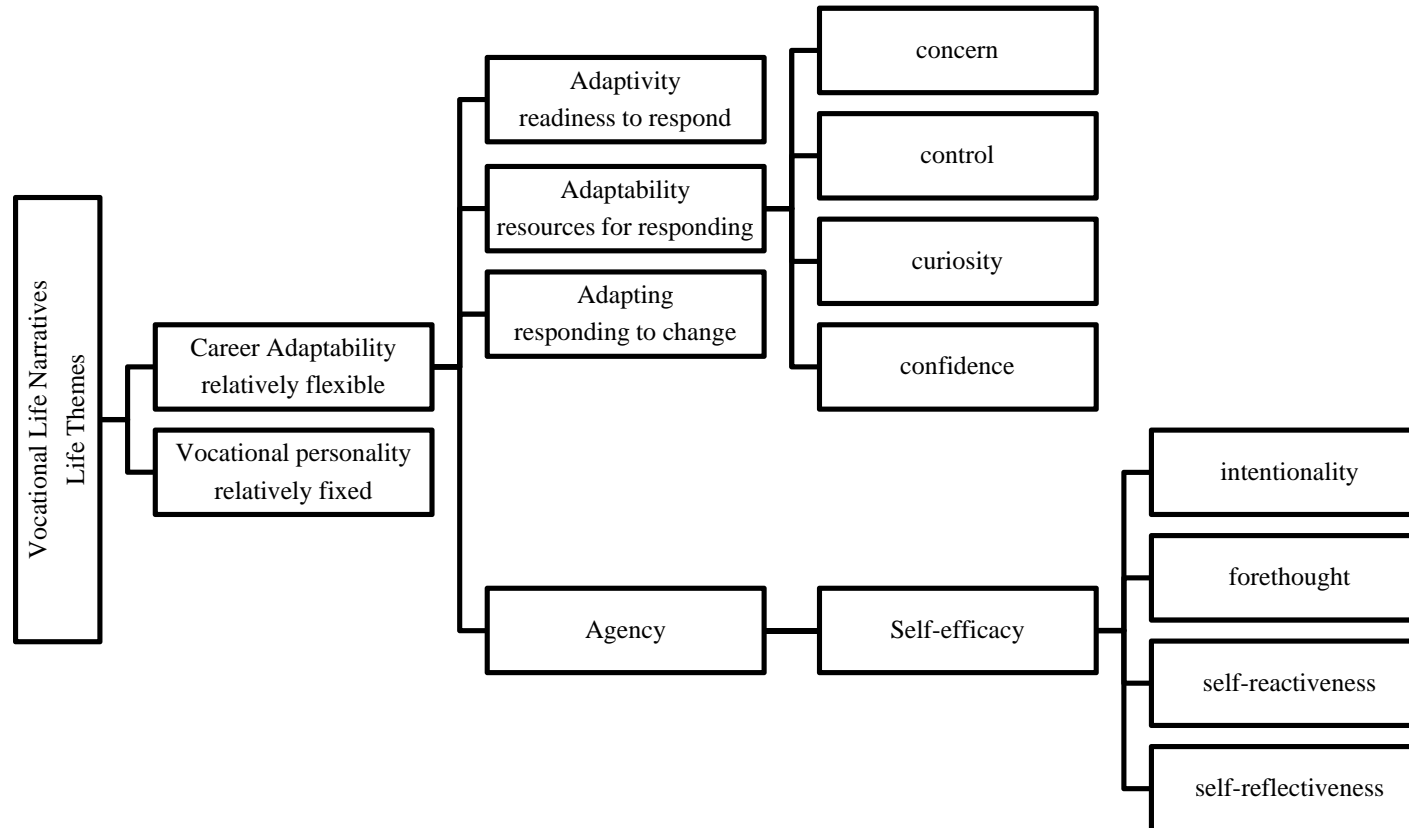 Vocational Life Narratives
Life Themes
Career Adaptability
relatively flexible
Vocational personality
relatively fixed
Adaptivity
readiness to respond
Adaptability
resources for responding
Adapting
responding to change
Agency
concern
control
curiosity
confidence
Self-efficacy
intentionality
forethought
self-reactiveness
self-reflectiveness